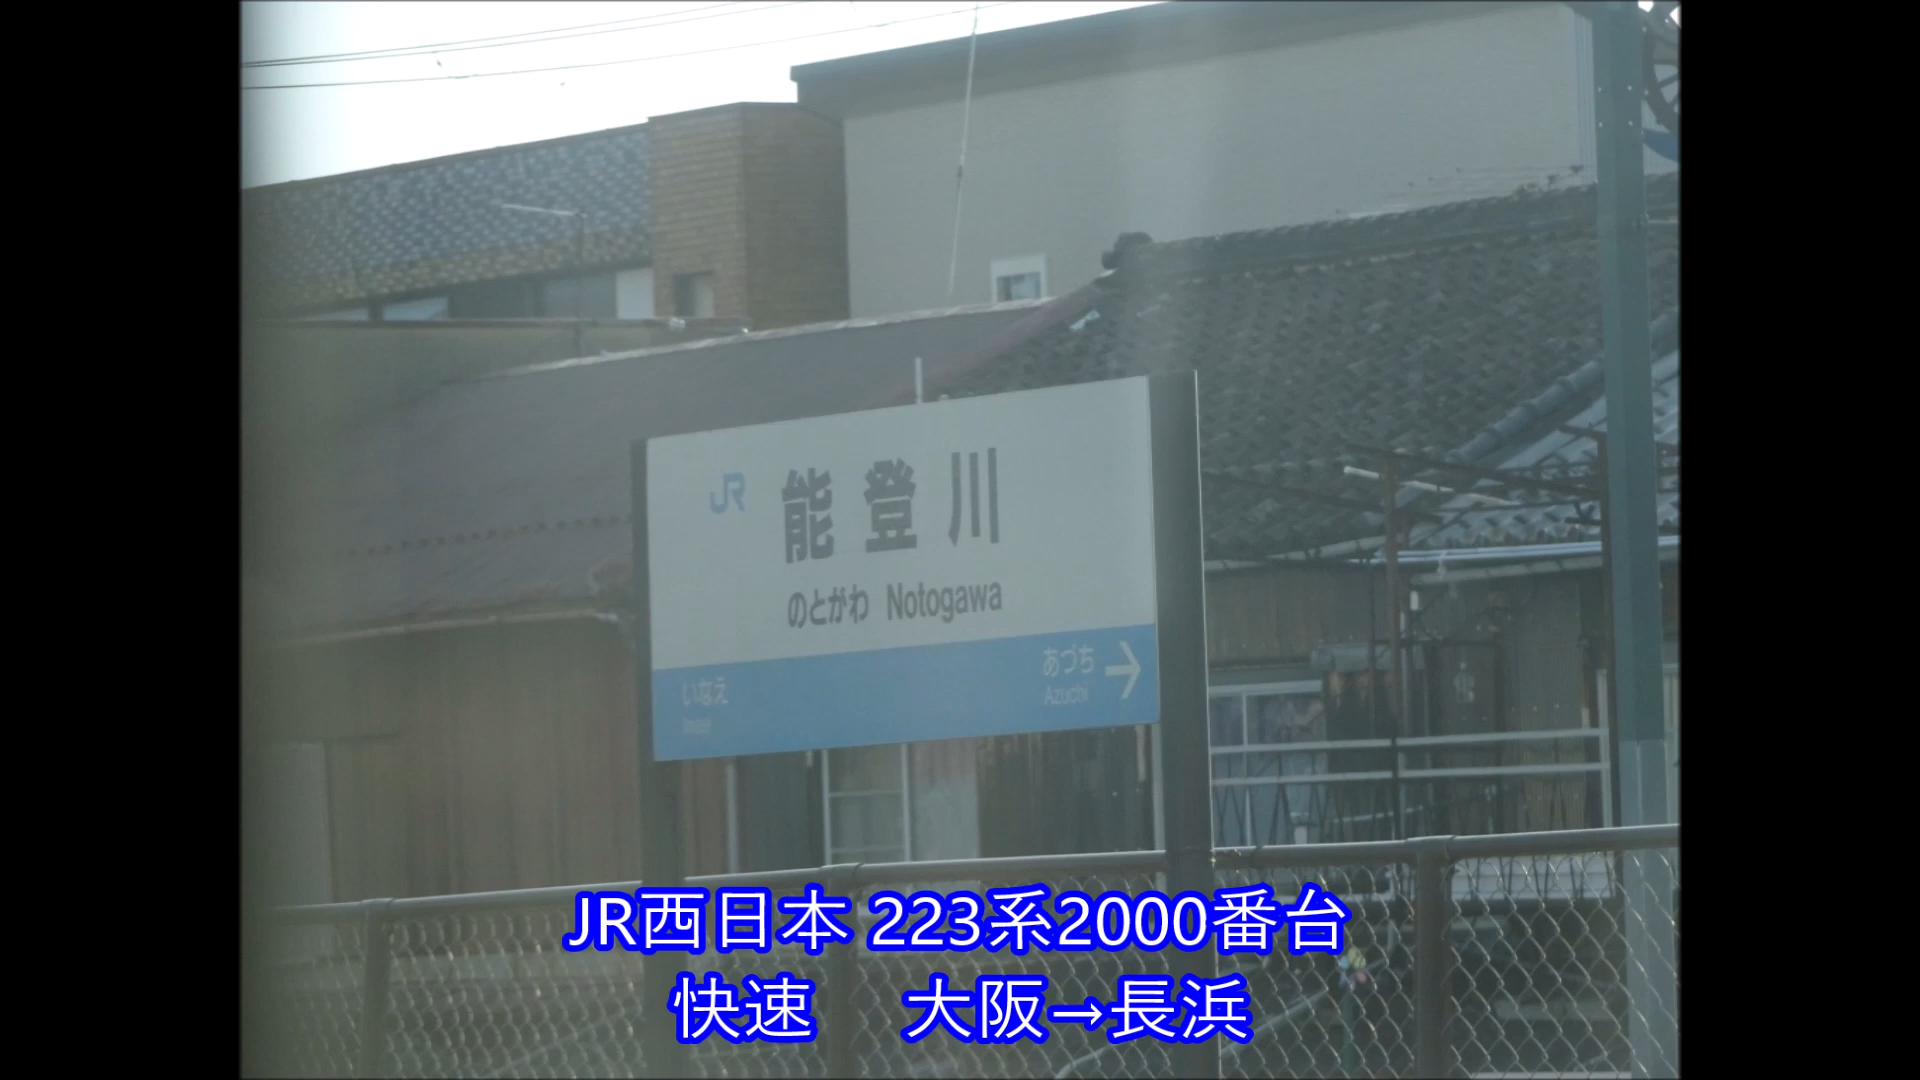 JR 能登川
のとがわ Notogawa
いなえ あづち →
Inae Azuchi
JR西日本 223系2000番台
快速 大阪→長浜